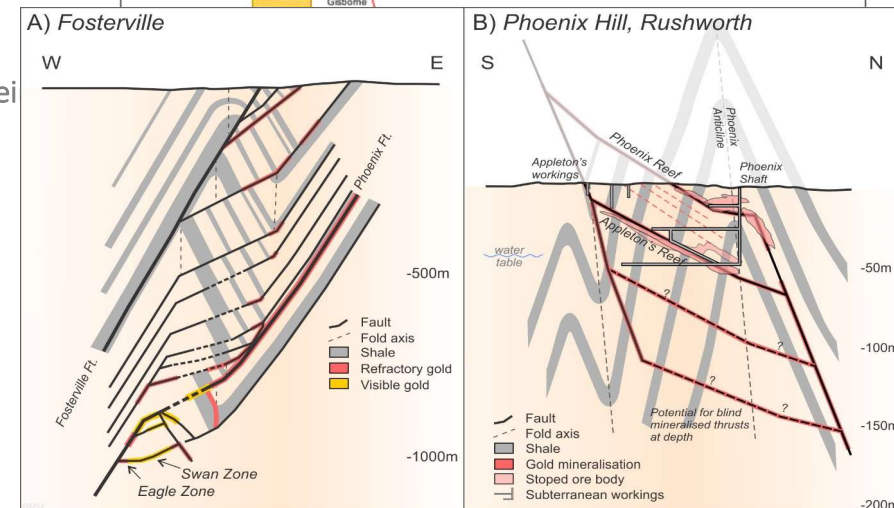 Gisborne
ei
A) Fosterville
W
E
Phoenix Ft.
-500m
Fault
Fold axis
Shale
Refractory gold
Visible gold
Fosterville Ft.
-1000m
Swan Zone
Eagle Zone
B) Phoenix Hill, Rushworth
S
N
Phoenix
Anticline
Phoenix Reef
Appleton's
workings
Phoenix
Shaft
Appleton's Reef
water
table
-50m
?
?
-100m
?
?
Potential for blind
mineralised thrusts
at depth
-150m
Fault
Fold axis
Shale
Gold mineralisation
Stoped ore body
Subterranean workings
-200m